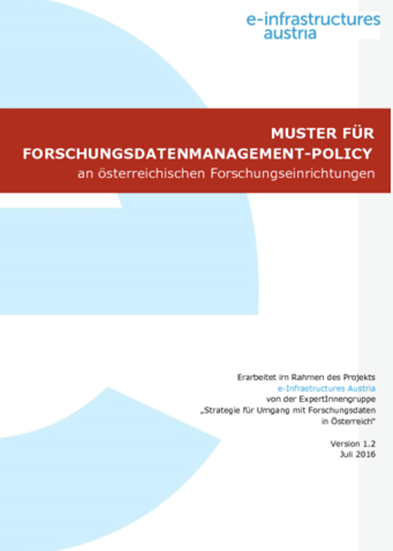 e-infrastructures
austria
MUSTER FÜR
FORSCHUNGSDATENMANAGEMENT-POLICY
an österreichischen Forschungseinrichtungen
Erarbeitet im Rahmen des Projekts
e-Infrastructures Austria
von der ExpertInnengruppe
„Strategie für Umgang mit Forschungsdaten
in Österreich“
Version 1.2
Juli 2016